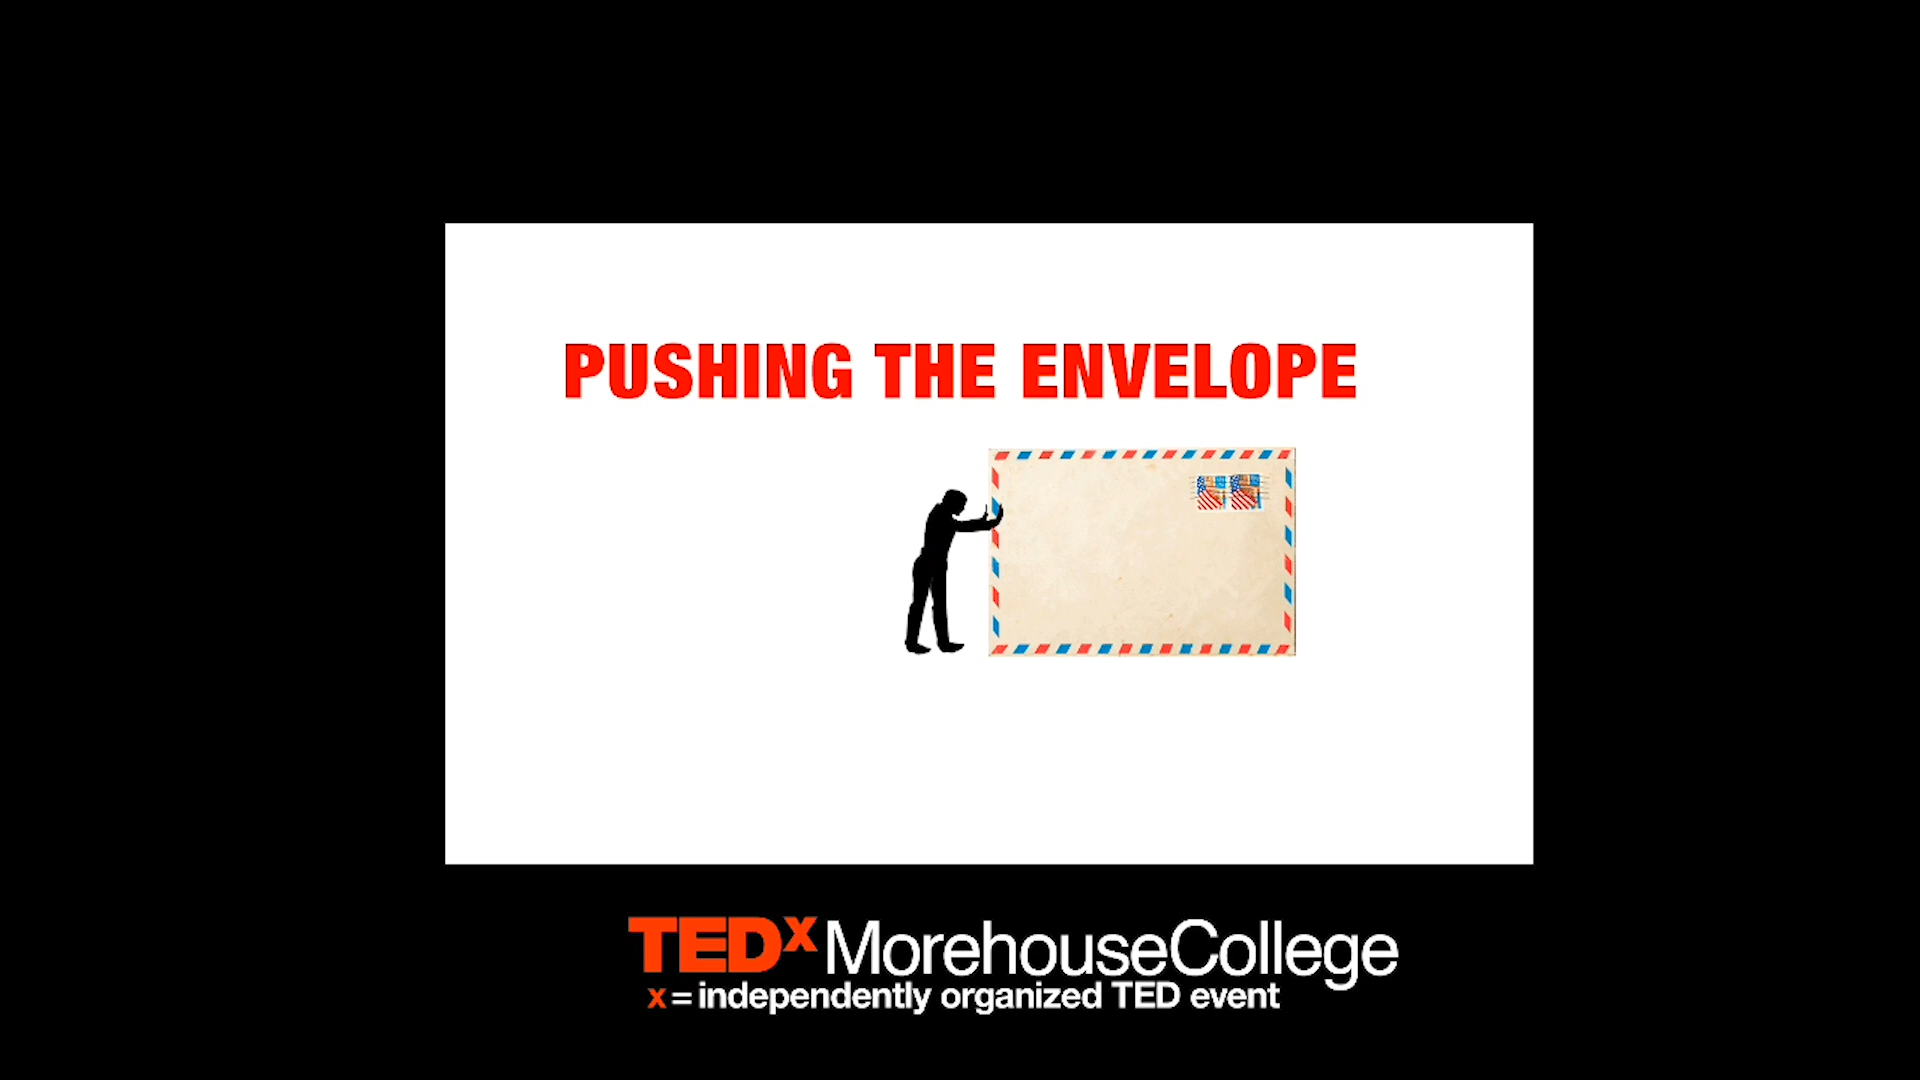 PUSHING THE ENVELOPE
TEDx MorehouseCollege
x = independently organized TED event